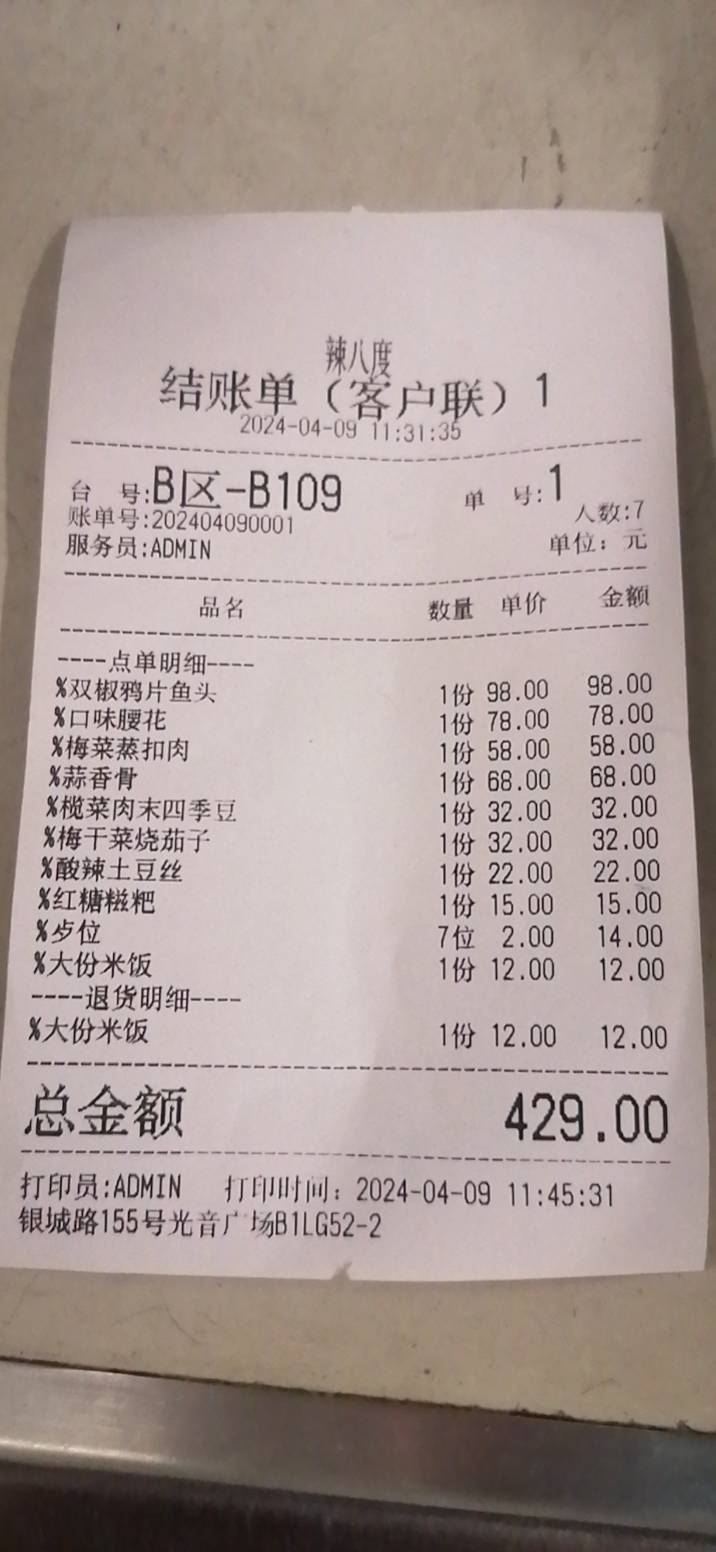 辣八度
结账单（客户联）1
2024-04-09 11:31:35
台 号:B区-B109 单 号:1
账单号:202404090001 人数:7
服务员:ADMIN 单位：元
品名 数量 单价 金额
----点单明细----
%双椒鸦片鱼头 1份 98.00 98.00
%口味腰花 1份 78.00 78.00
%梅菜蒸扣肉 1份 58.00 58.00
%蒜香骨 1份 68.00 68.00
%榄菜肉末四季豆 1份 32.00 32.00
%梅干菜烧茄子 1份 32.00 32.00
%酸辣土豆丝 1份 22.00 22.00
%红糖糍粑 1份 15.00 15.00
%歺位 7位 2.00 14.00
%大份米饭 1份 12.00 12.00
----退货明细----
%大份米饭 1份 12.00 12.00
总金额 429.00
打印员:ADMIN 打印时间：2024-04-09 11:45:31
银城路155号光音广场B1LG52-2